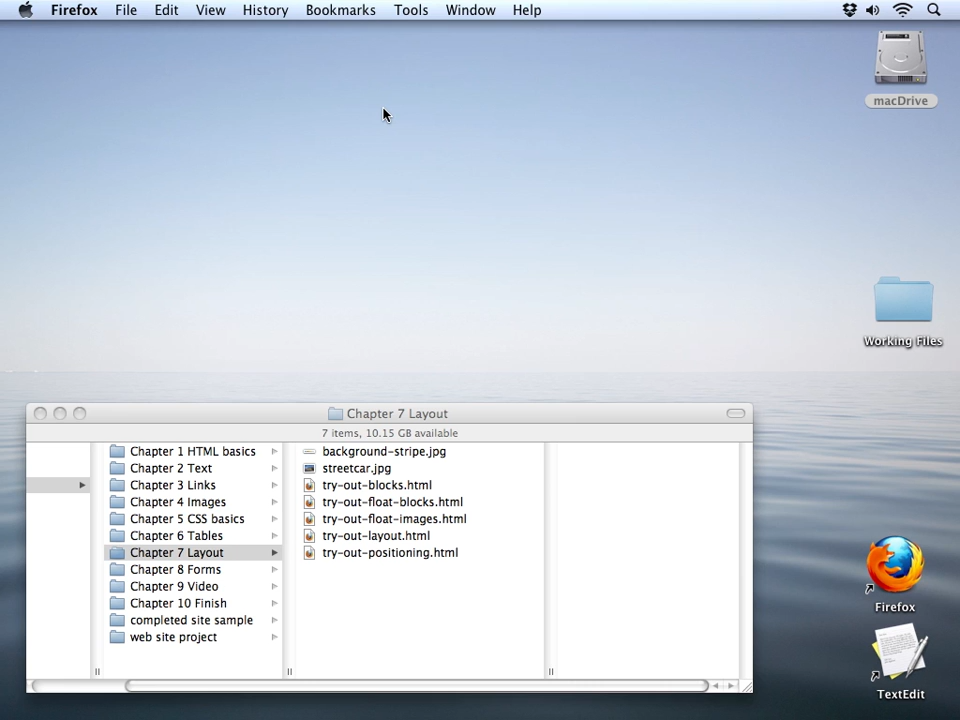 Firefox File Edit View History Bookmarks Tools Window Help
macDrive
Working Files
Chapter 7 Layout
7 items, 10.15 GB available
Chapter 1 HTML basics
Chapter 2 Text
Chapter 3 Links
Chapter 4 Images
Chapter 5 CSS basics
Chapter 6 Tables
Chapter 7 Layout
Chapter 8 Forms
Chapter 9 Video
Chapter 10 Finish
completed site sample
web site project
background-stripe.jpg
streetcar.jpg
try-out-blocks.html
try-out-float-blocks.html
try-out-float-images.html
try-out-layout.html
try-out-positioning.html
Firefox
TextEdit